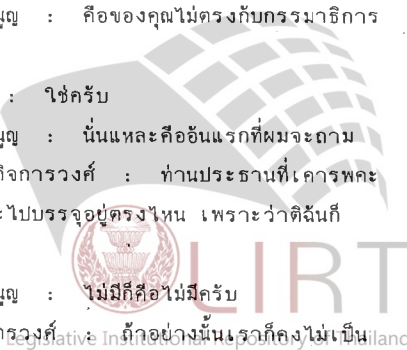 นูญ : คือของคุณไม่ตรงกับกรรมาธิการ
: ใช่ครับ
นูญ : นั่นแหละคืออันแรกที่ผมจะถาม
กิจการวงศ์ : ท่านประธานที่เคารพคะ
ะไปบรรจุอยู่ตรงไหน เพราะว่าดิฉันก็
นูญ : ไม่มีก็คือไม่มีครับ
ารวงศ์ : ถ้าอย่างนั้นเราก็คงไม่เป็น
LIRT
Legislative Institutional Repository of Thailand